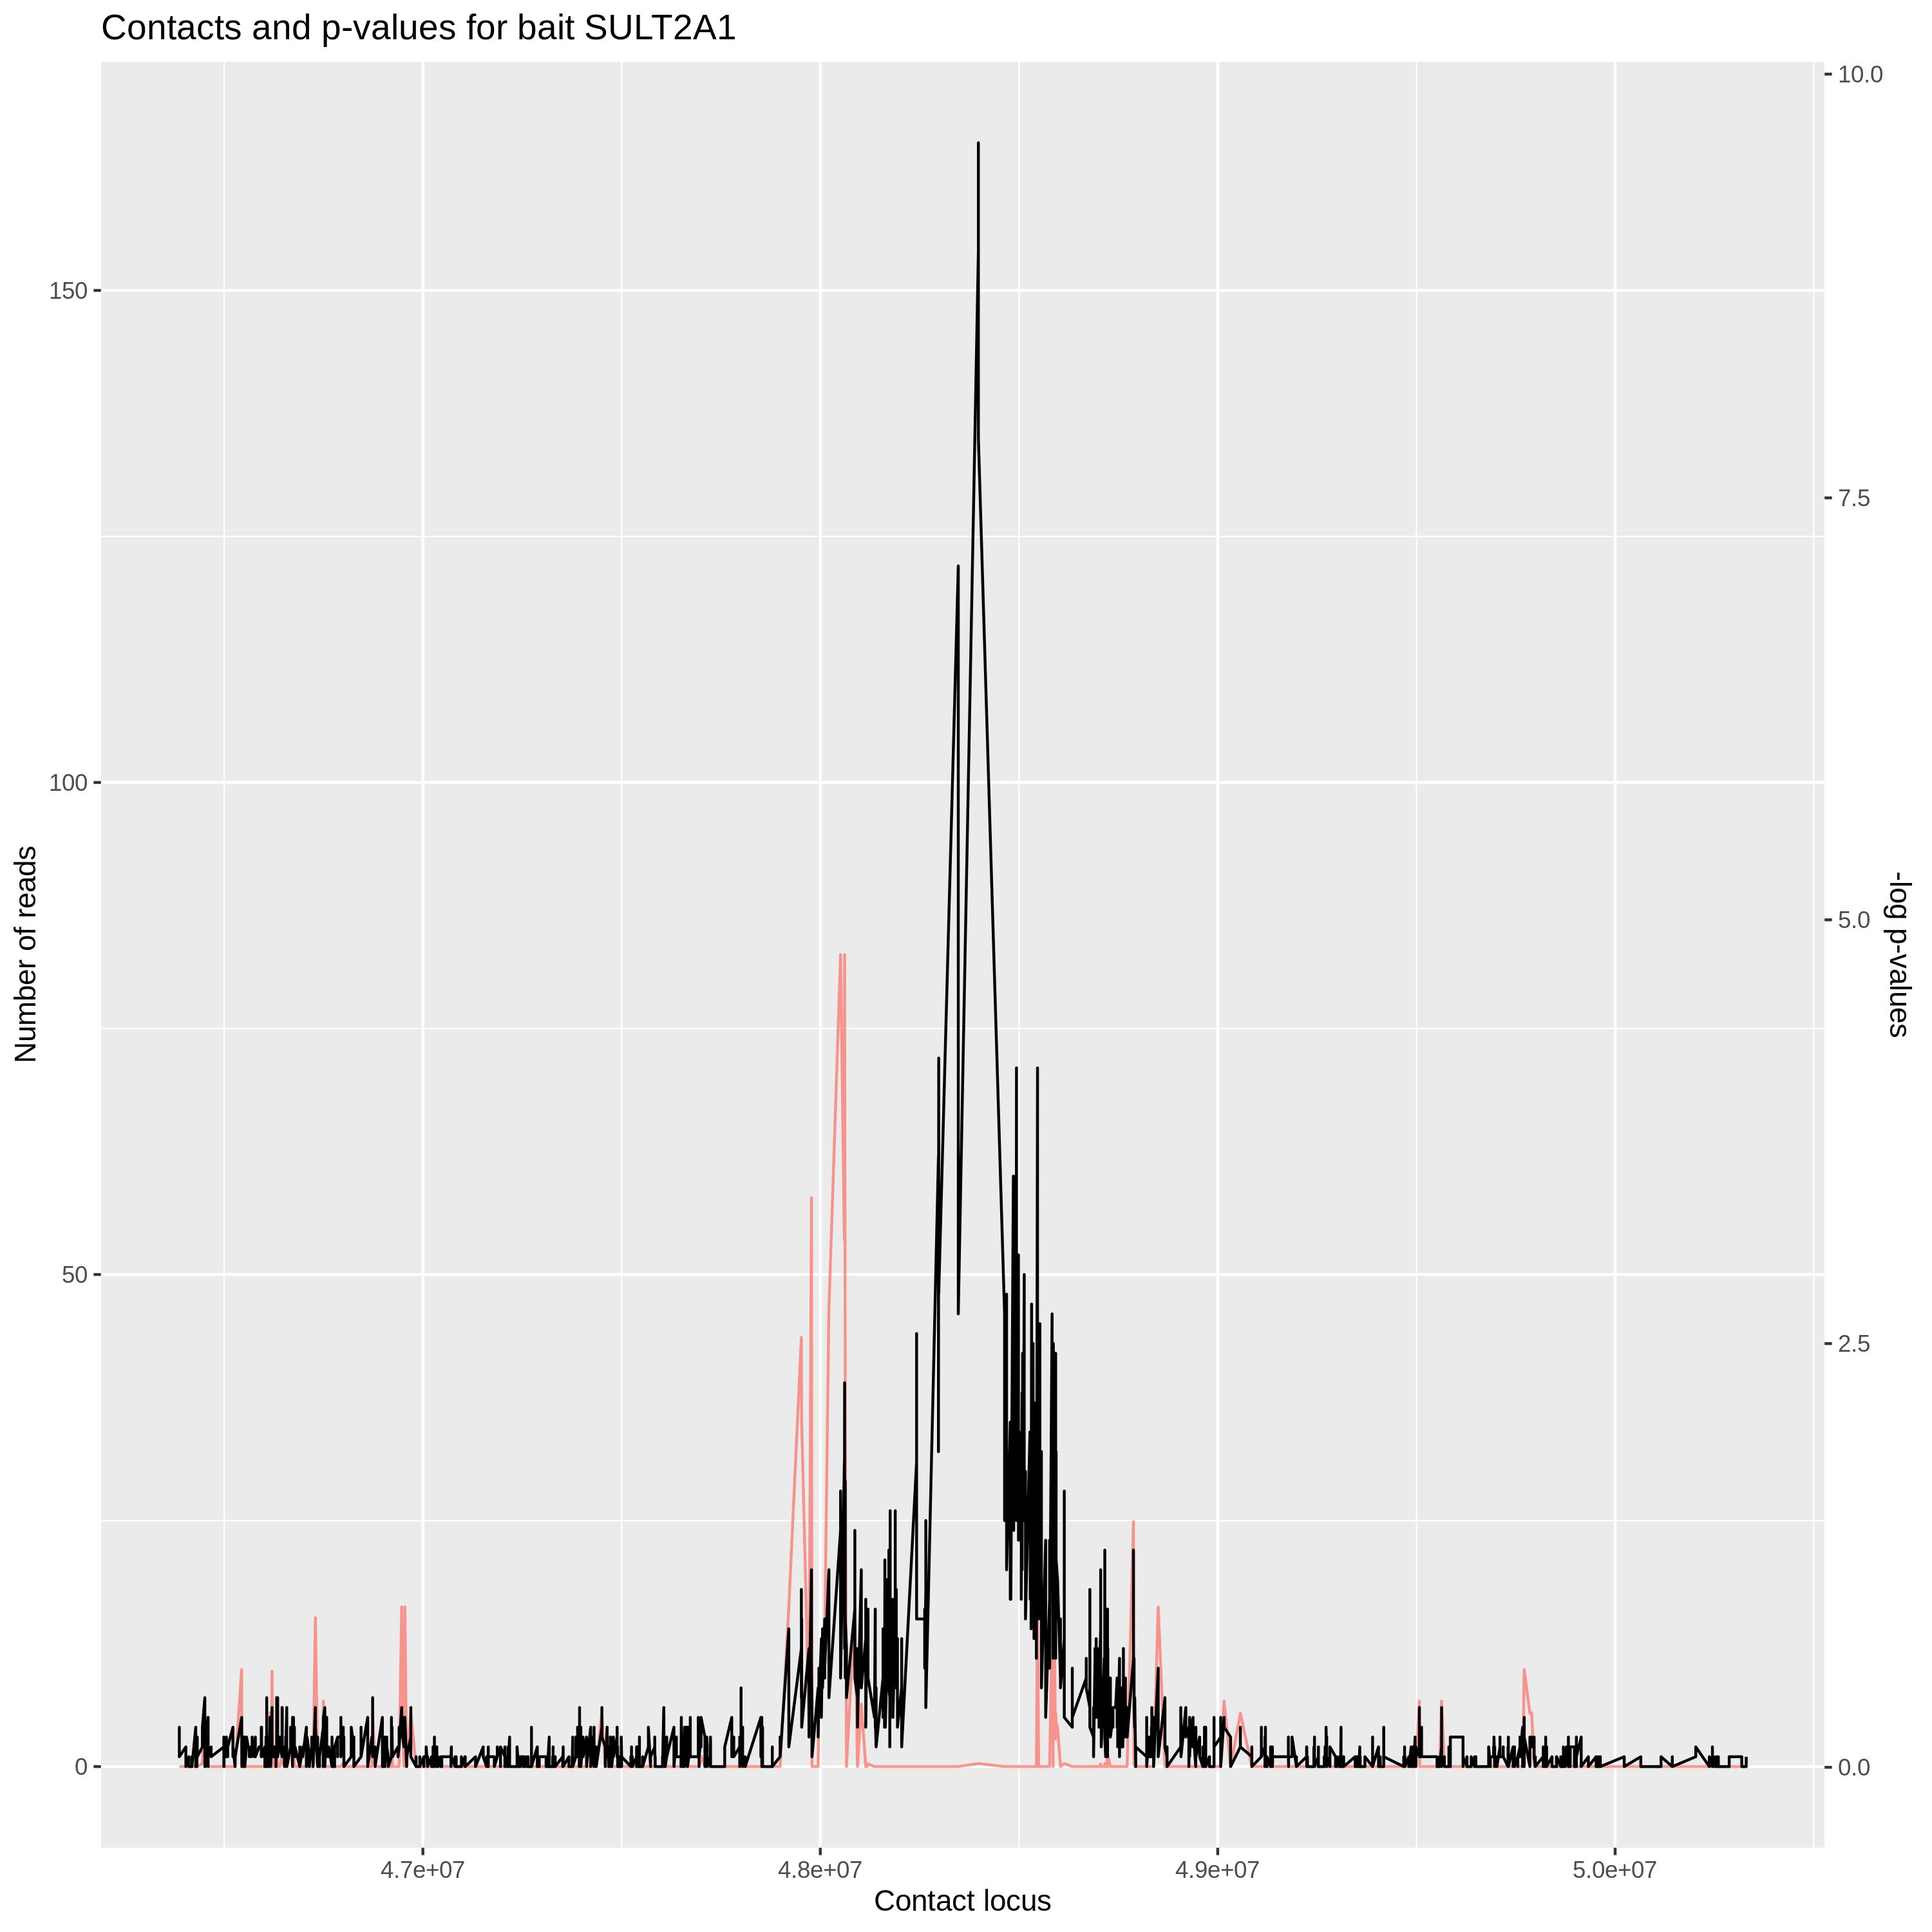 Contacts and p-values for bait SULT2A1
10.0
150
7.5
100
5.0
Number of reads
-log p-values
50
2.5
0
0.0
4.7e+07 4.8e+07 4.9e+07 5.0e+07
Contact locus